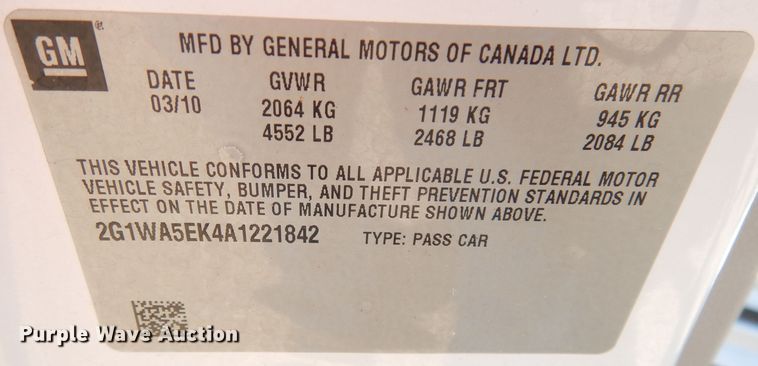 GM
MFD BY GENERAL MOTORS OF CANADA LTD.
DATE GVWR GAWR FRT GAWR RR
03/10 2064 KG 1119 KG 945 KG
4552 LB 2468 LB 2084 LB
THIS VEHICLE CONFORMS TO ALL APPLICABLE U.S. FEDERAL MOTOR
VEHICLE SAFETY, BUMPER, AND THEFT PREVENTION STANDARDS IN
EFFECT ON THE DATE OF MANUFACTURE SHOWN ABOVE.
2G1WA5EK4A1221842 TYPE: PASS CAR
Purple Wave Auction